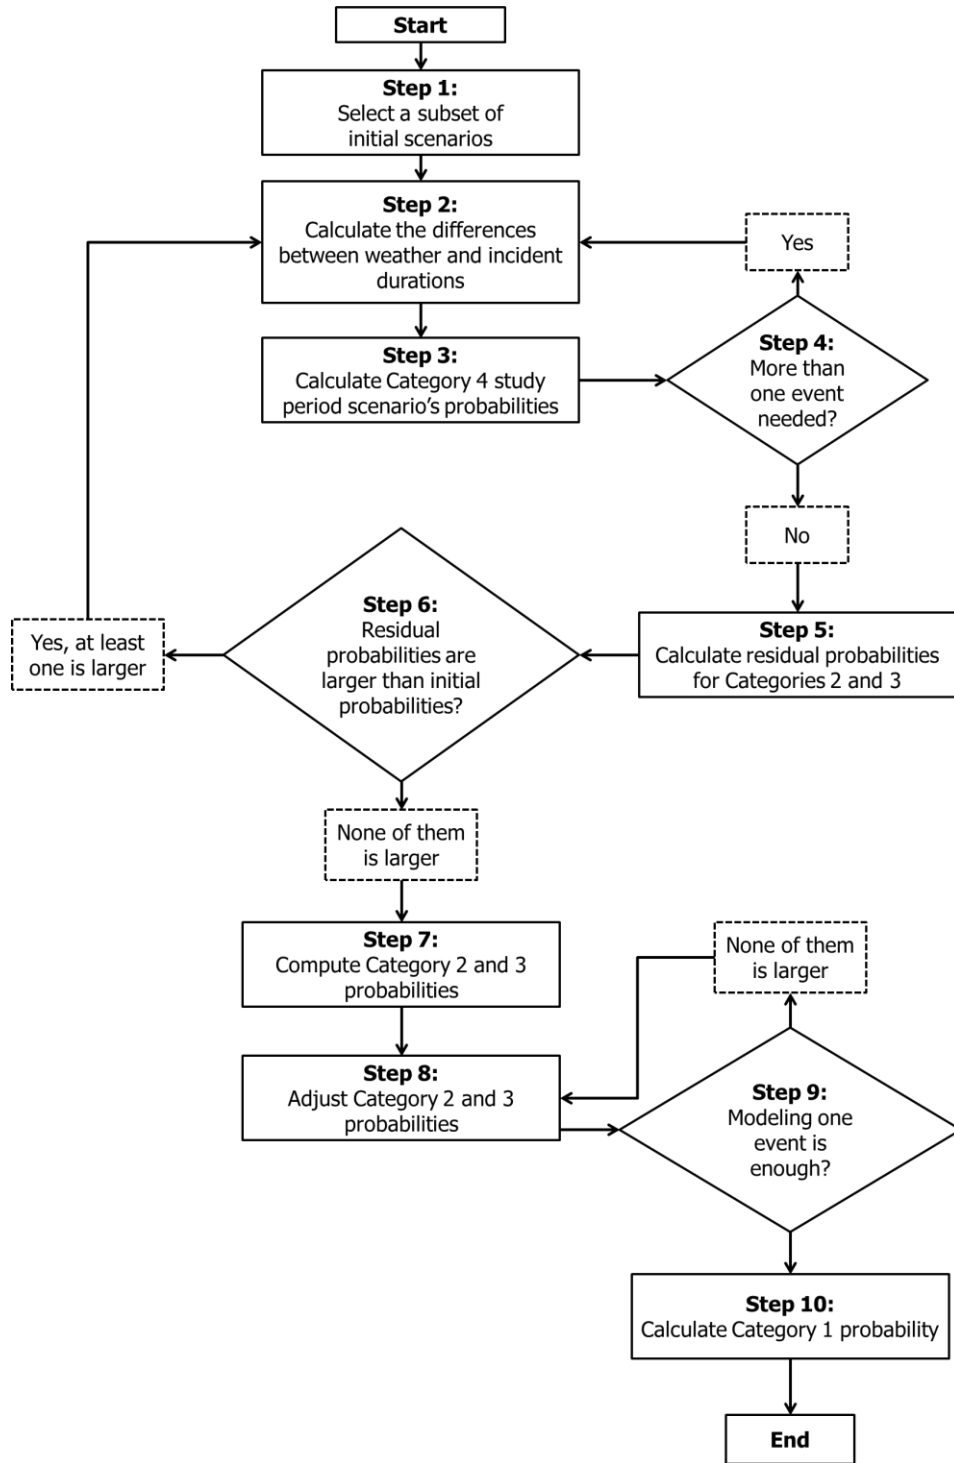 Start
Step 1:
Select a subset of
initial scenarios
Step 2:
Calculate the differences
between weather and incident
durations
Yes
Step 3:
Calculate Category 4 study
period scenario's probabilities
Step 4:
More than
one event
needed?
No
Step 5:
Calculate residual probabilities
for Categories 2 and 3
Step 6:
Residual
probabilities are
larger than initial
probabilities?
Yes, at least
one is larger
None of them
is larger
Step 7:
Compute Category 2 and 3
probabilities
Step 8:
Adjust Category 2 and 3
probabilities
None of them
is larger
Step 9:
Modeling one
event is
enough?
Step 10:
Calculate Category 1 probability
End